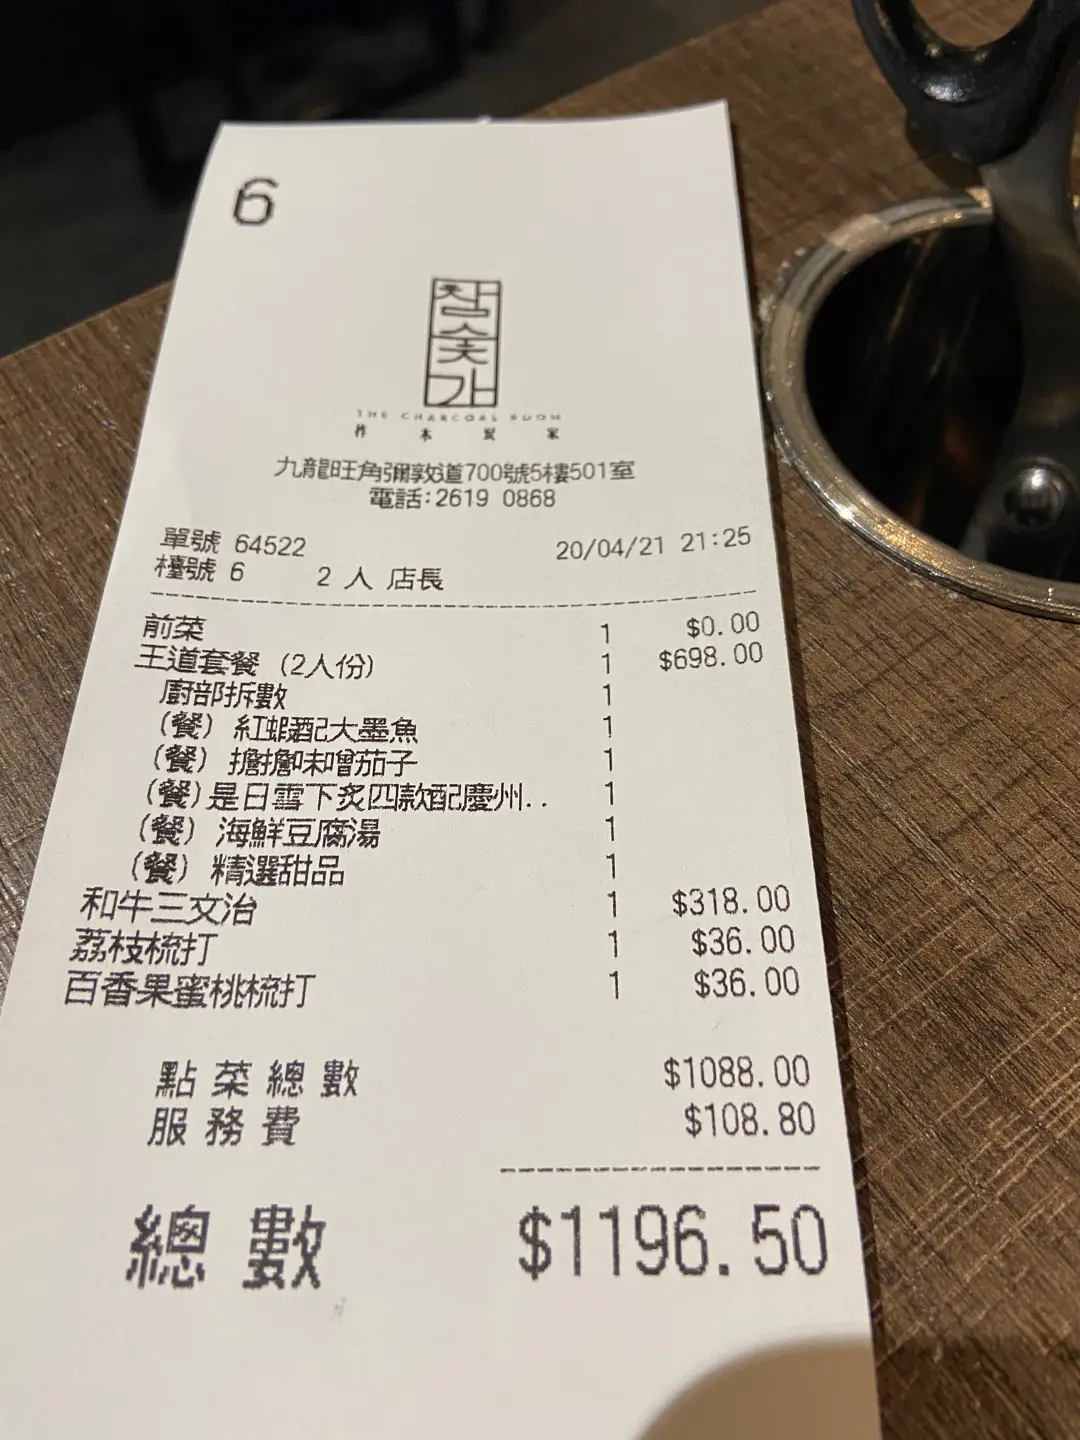 6
참숯간
THE CHARCOAL ROOM
柞木炭家
九龍旺角彌敦道700號5樓501室
電話:2619 0868
單號 64522 20/04/21 21:25
檯號 6 2 人 店長
前菜 1 $0.00
王道套餐 (2人份) 1 $698.00
廚部拆數 1
(餐) 紅蝦配大墨魚 1
(餐) 擔擔味噌茄子 1
(餐)是日雪下炙四款配慶州.. 1
(餐) 海鮮豆腐湯 1
(餐) 精選甜品 1
和牛三文治 1 $318.00
荔枝梳打 1 $36.00
百香果蜜桃梳打 1 $36.00
點菜總數 $1088.00
服務費 $108.80
總數 $1196.50